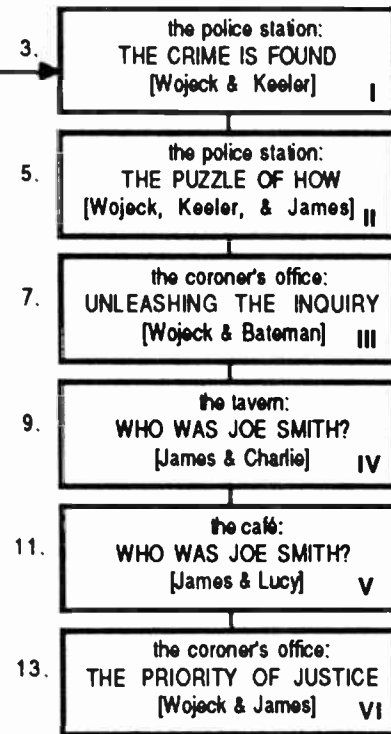 3.
the police station:
THE CRIME IS FOUND
[Wojeck & Keeler]
I
5.
the police station:
THE PUZZLE OF HOW
[Wojeck, Keeler, & James]
II
7.
the coroner's office:
UNLEASHING THE INQUIRY
[Wojeck & Bateman]
III
9.
the tavern:
WHO WAS JOE SMITH?
[James & Charlie]
IV
11.
the café:
WHO WAS JOE SMITH?
[James & Lucy]
V
13.
the coroner's office:
THE PRIORITY OF JUSTICE
[Wojeck & James]
VI